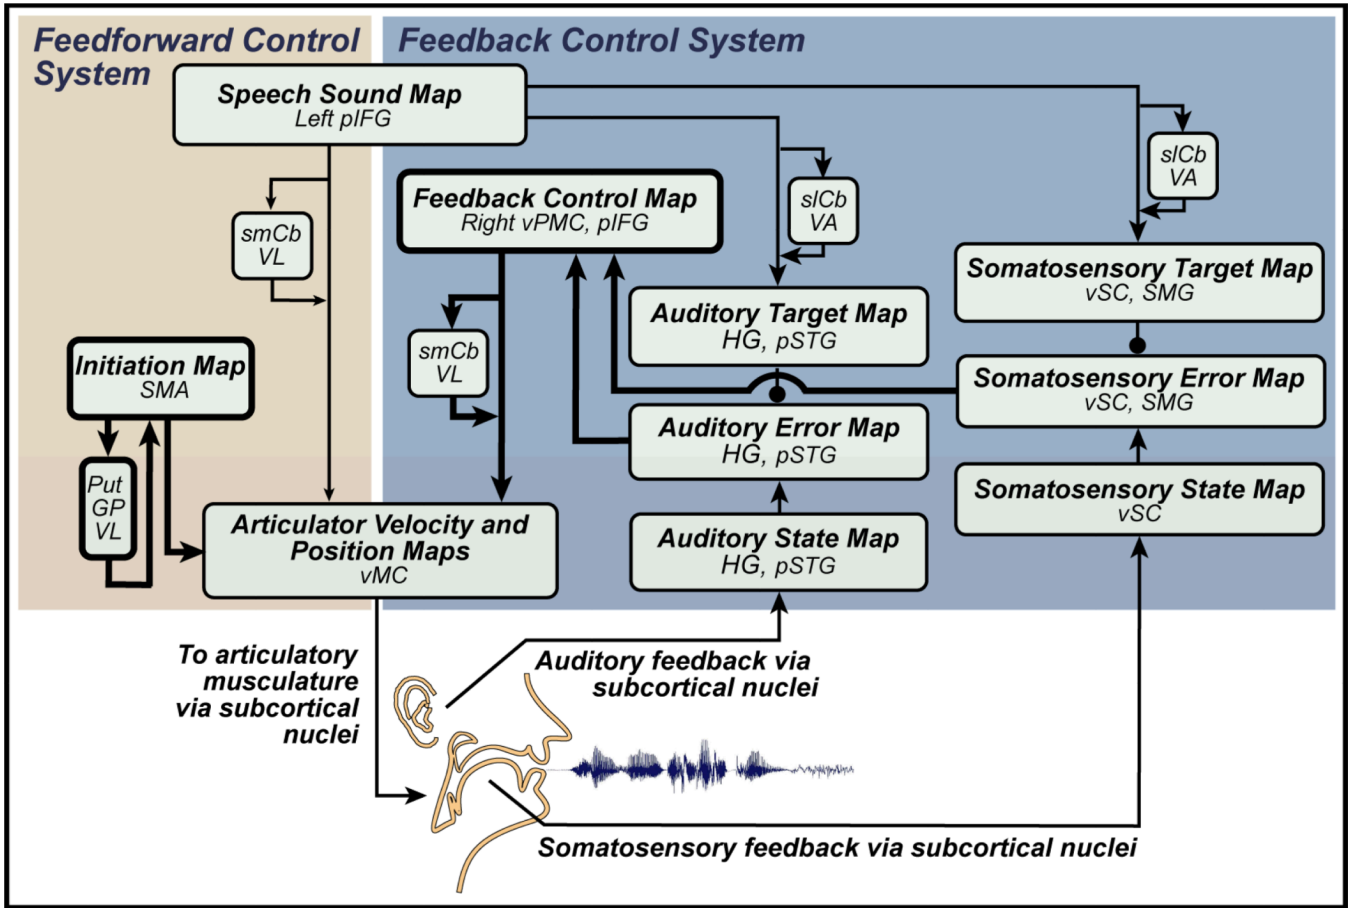 Feedforward Control
System
Feedback Control System
Speech Sound Map
Left pIFG
slCb
VA
slCb
VA
Feedback Control Map
Right vPMC, pIFG
smCb
VL
Somatosensory Target Map
vSC, SMG
Auditory Target Map
HG, pSTG
smCb
VL
Initiation Map
SMA
Somatosensory Error Map
vSC, SMG
Auditory Error Map
HG, pSTG
Put
GP
VL
Somatosensory State Map
vSC
Articulator Velocity and
Position Maps
vMC
Auditory State Map
HG, pSTG
To articulatory
musculature
via subcortical
nuclei
Auditory feedback via
subcortical nuclei
Somatosensory feedback via subcortical nuclei